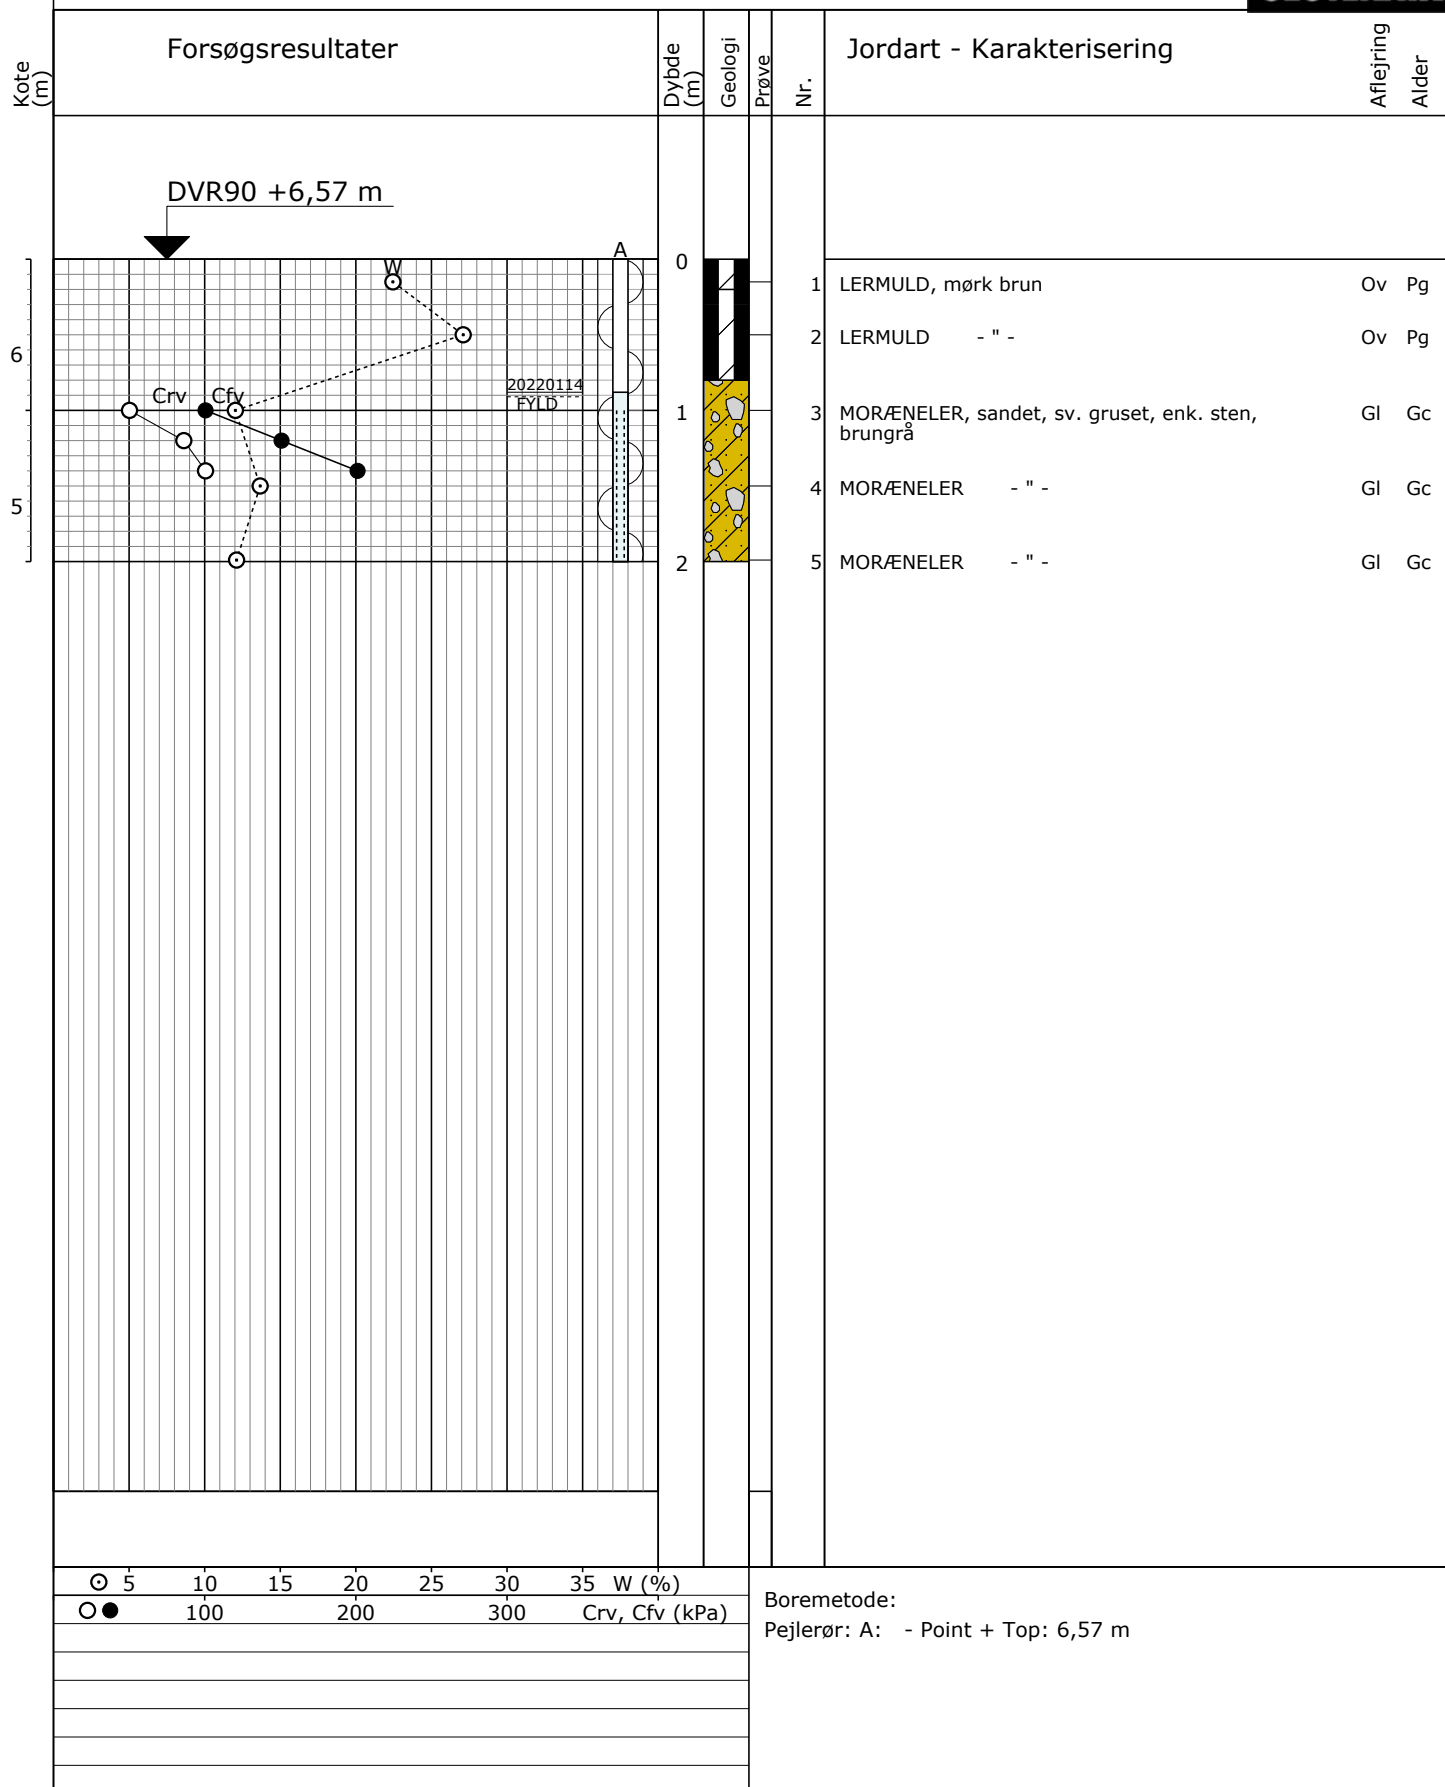 Kote (m)
Forsøgsresultater
Dybde (m)
Geologi
Prøve
Nr.
Jordart - Karakterisering
Aflejring
Alder
DVR90 +6,57 m
A
W
0
1 LERMULD, mørk brun Ov Pg
2 LERMULD - " - Ov Pg
6
20220114
FYLD
Crv Cfv
1
3 MORÆNELER, sandet, sv. gruset, enk. sten, Gl Gc
brungrå
4 MORÆNELER - " - Gl Gc
5
2
5 MORÆNELER - " - Gl Gc
5 10 15 20 25 30 35 W (%)
100 200 300 Crv, Cfv (kPa)
Boremetode:
Pejlerør: A: - Point + Top: 6,57 m